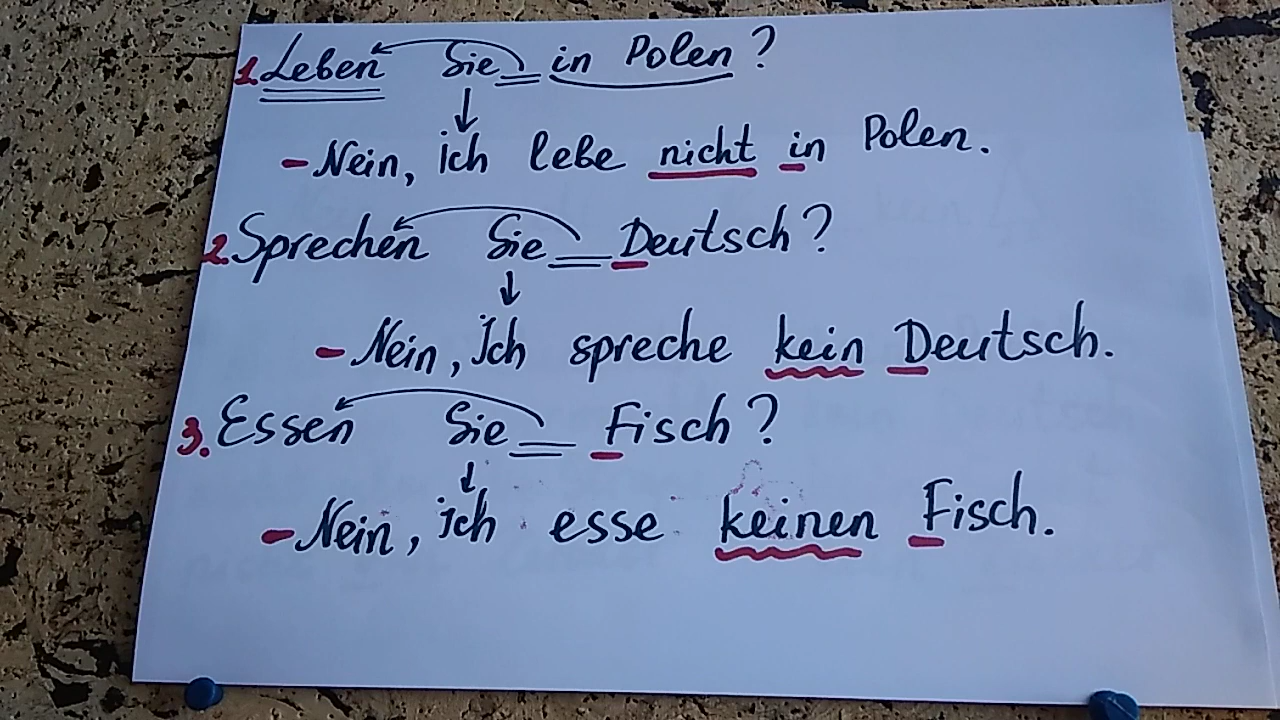 1. Leben Sie in Polen?
- Nein, ich lebe nicht in Polen.
2. Sprechen Sie Deutsch?
- Nein, Ich spreche kein Deutsch.
3. Essen Sie Fisch?
- Nein, ich esse keinen Fisch.